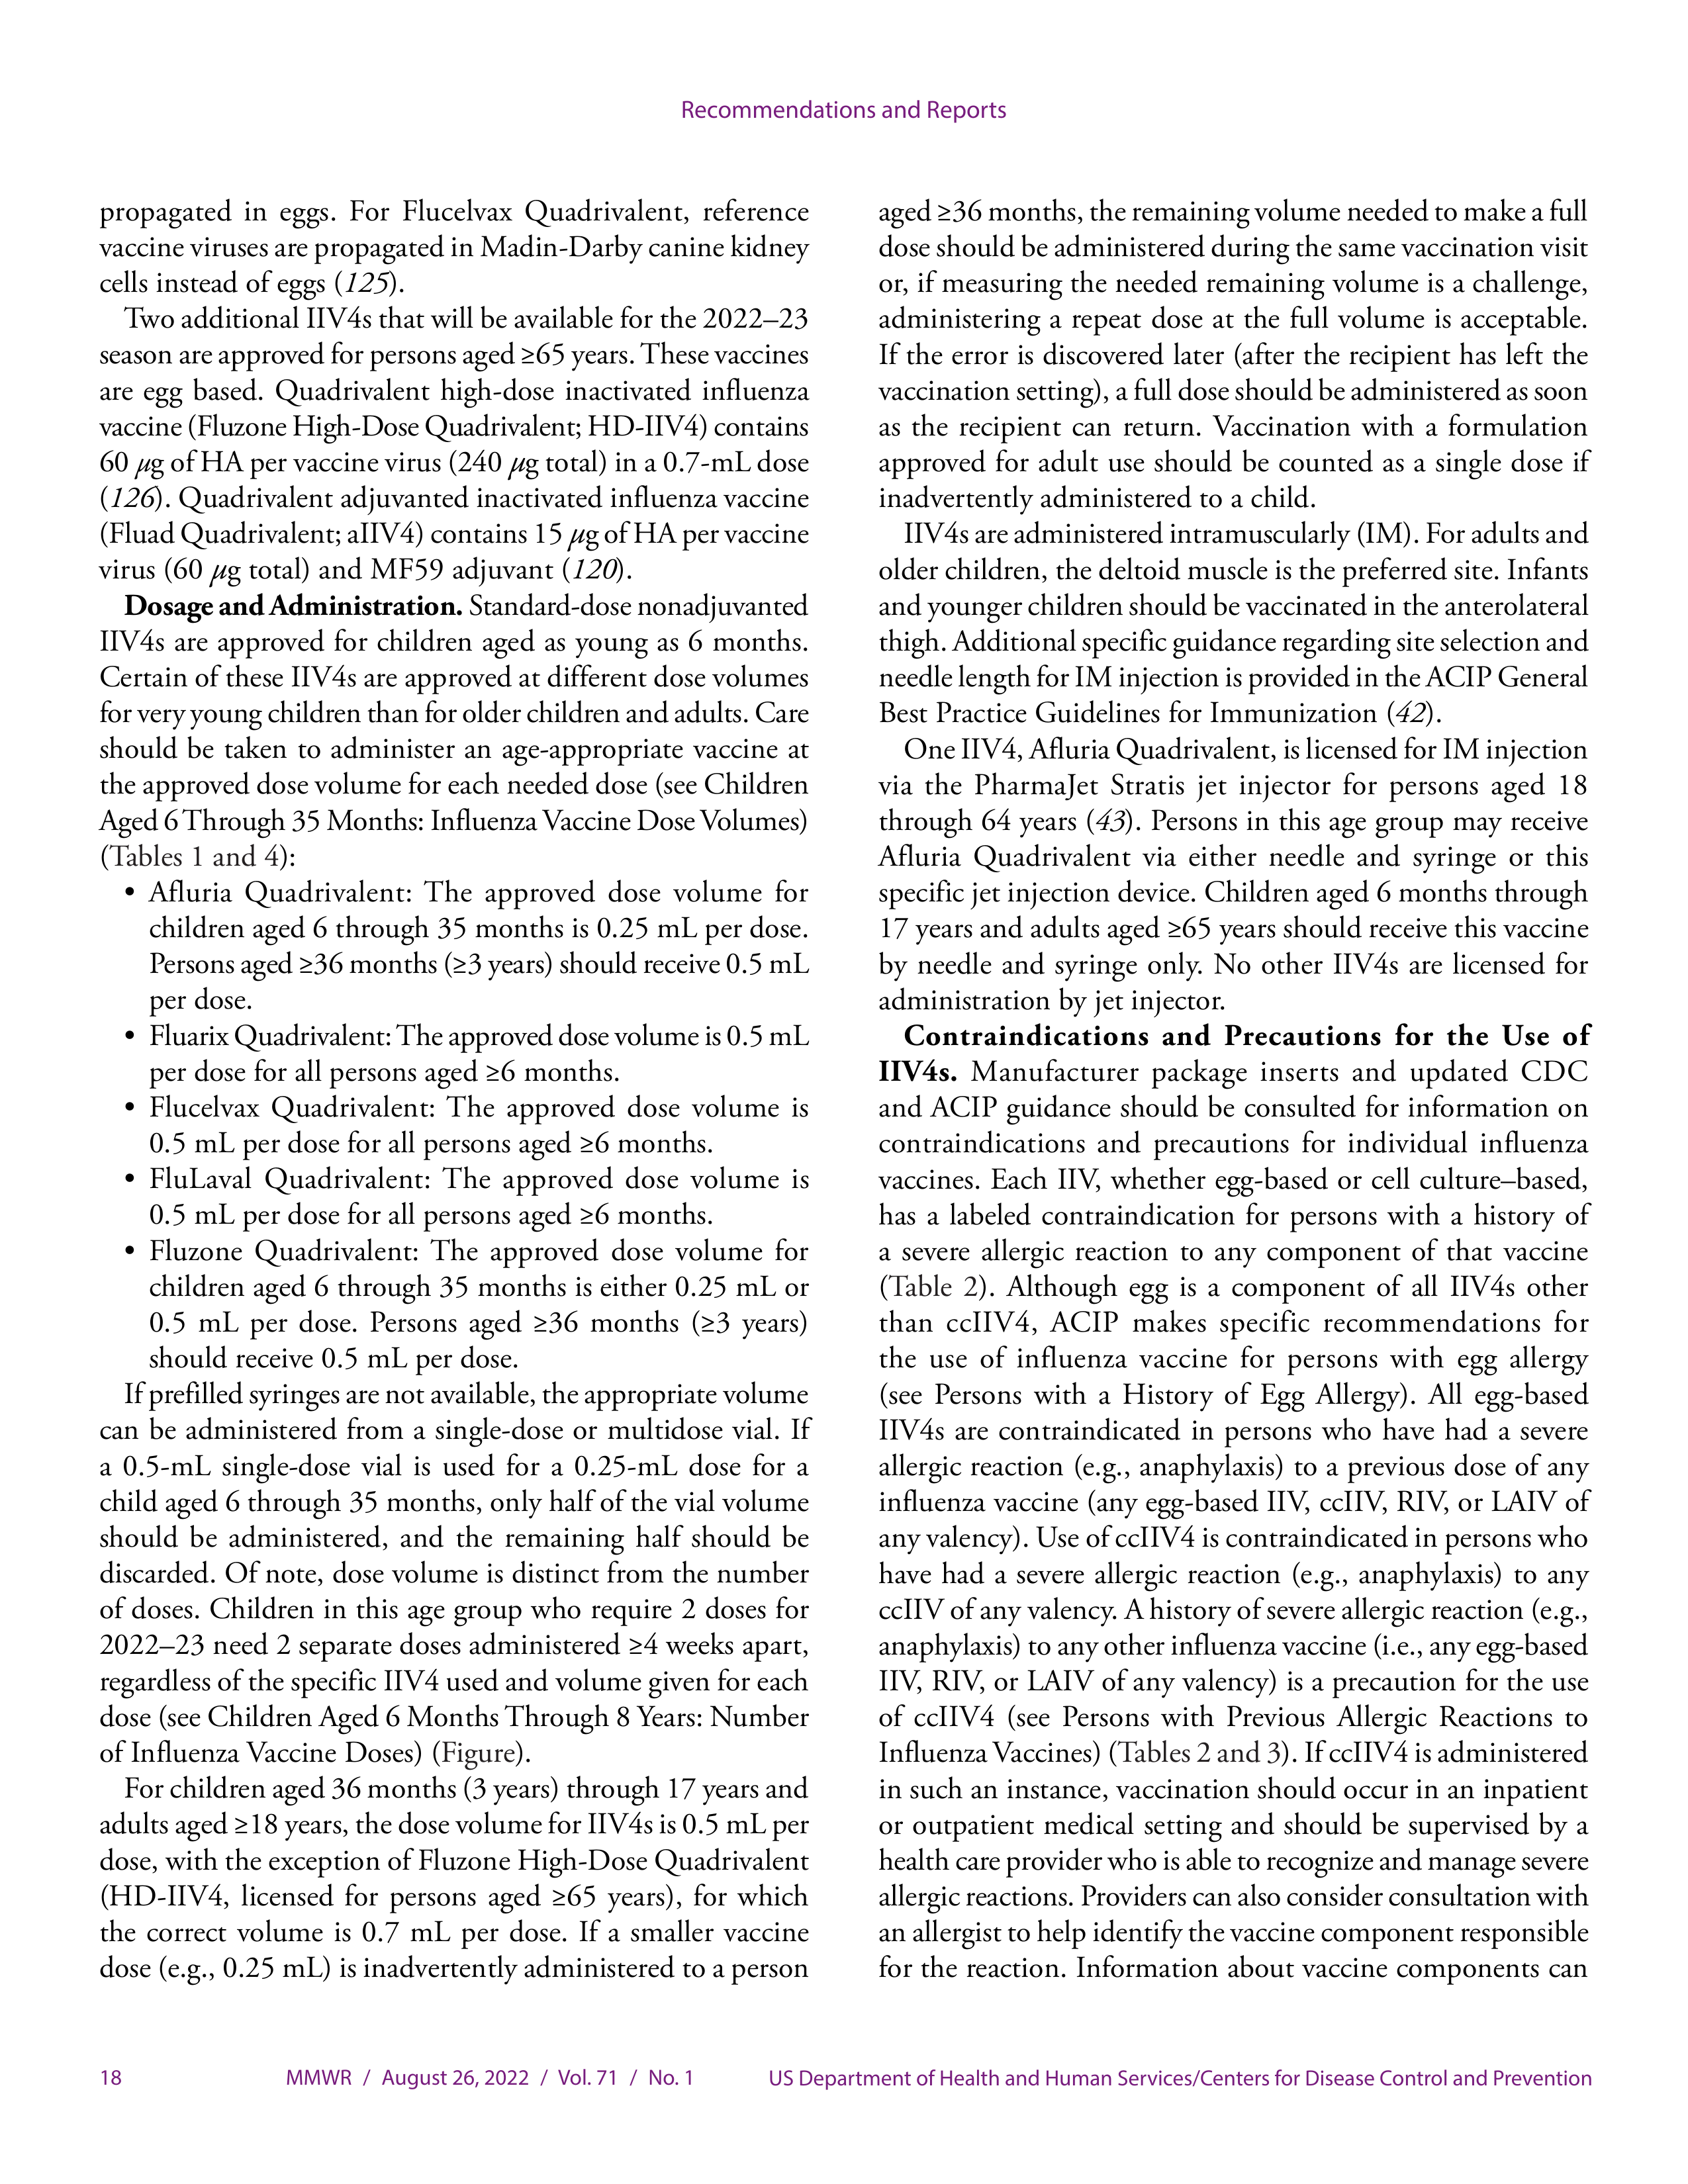 Recommendations and Reports
propagated in eggs. For Flucelvax Quadrivalent, reference
vaccine viruses are propagated in Madin-Darby canine kidney
cells instead of eggs (125).
Two additional IIV4s that will be available for the 2022–23
season are approved for persons aged ≥65 years. These vaccines
are egg based. Quadrivalent high-dose inactivated influenza
vaccine (Fluzone High-Dose Quadrivalent; HD-IIV4) contains
60 μg of HA per vaccine virus (240 μg total) in a 0.7-mL dose
(126). Quadrivalent adjuvanted inactivated influenza vaccine
(Fluad Quadrivalent; aIIV4) contains 15 μg of HA per vaccine
virus (60 μg total) and MF59 adjuvant (120).
Dosage and Administration. Standard-dose nonadjuvanted
IIV4s are approved for children aged as young as 6 months.
Certain of these IIV4s are approved at different dose volumes
for very young children than for older children and adults. Care
should be taken to administer an age-appropriate vaccine at
the approved dose volume for each needed dose (see Children
Aged 6 Through 35 Months: Influenza Vaccine Dose Volumes)
(Tables 1 and 4):
• Afluria Quadrivalent: The approved dose volume for
children aged 6 through 35 months is 0.25 mL per dose.
Persons aged ≥36 months (≥3 years) should receive 0.5 mL
per dose.
• Fluarix Quadrivalent: The approved dose volume is 0.5 mL
per dose for all persons aged ≥6 months.
• Flucelvax Quadrivalent: The approved dose volume is
0.5 mL per dose for all persons aged ≥6 months.
• FluLaval Quadrivalent: The approved dose volume is
0.5 mL per dose for all persons aged ≥6 months.
• Fluzone Quadrivalent: The approved dose volume for
children aged 6 through 35 months is either 0.25 mL or
0.5 mL per dose. Persons aged ≥36 months (≥3 years)
should receive 0.5 mL per dose.
If prefilled syringes are not available, the appropriate volume
can be administered from a single-dose or multidose vial. If
a 0.5-mL single-dose vial is used for a 0.25-mL dose for a
child aged 6 through 35 months, only half of the vial volume
should be administered, and the remaining half should be
discarded. Of note, dose volume is distinct from the number
of doses. Children in this age group who require 2 doses for
2022–23 need 2 separate doses administered ≥4 weeks apart,
regardless of the specific IIV4 used and volume given for each
dose (see Children Aged 6 Months Through 8 Years: Number
of Influenza Vaccine Doses) (Figure).
For children aged 36 months (3 years) through 17 years and
adults aged ≥18 years, the dose volume for IIV4s is 0.5 mL per
dose, with the exception of Fluzone High-Dose Quadrivalent
(HD-IIV4, licensed for persons aged ≥65 years), for which
the correct volume is 0.7 mL per dose. If a smaller vaccine
dose (e.g., 0.25 mL) is inadvertently administered to a person
aged ≥36 months, the remaining volume needed to make a full
dose should be administered during the same vaccination visit
or, if measuring the needed remaining volume is a challenge,
administering a repeat dose at the full volume is acceptable.
If the error is discovered later (after the recipient has left the
vaccination setting), a full dose should be administered as soon
as the recipient can return. Vaccination with a formulation
approved for adult use should be counted as a single dose if
inadvertently administered to a child.
IIV4s are administered intramuscularly (IM). For adults and
older children, the deltoid muscle is the preferred site. Infants
and younger children should be vaccinated in the anterolateral
thigh. Additional specific guidance regarding site selection and
needle length for IM injection is provided in the ACIP General
Best Practice Guidelines for Immunization (42).
One IIV4, Afluria Quadrivalent, is licensed for IM injection
via the PharmaJet Stratis jet injector for persons aged 18
through 64 years (43). Persons in this age group may receive
Afluria Quadrivalent via either needle and syringe or this
specific jet injection device. Children aged 6 months through
17 years and adults aged ≥65 years should receive this vaccine
by needle and syringe only. No other IIV4s are licensed for
administration by jet injector.
Contraindications and Precautions for the Use of
IIV4s. Manufacturer package inserts and updated CDC
and ACIP guidance should be consulted for information on
contraindications and precautions for individual influenza
vaccines. Each IIV, whether egg-based or cell culture–based,
has a labeled contraindication for persons with a history of
a severe allergic reaction to any component of that vaccine
(Table 2). Although egg is a component of all IIV4s other
than ccIIV4, ACIP makes specific recommendations for
the use of influenza vaccine for persons with egg allergy
(see Persons with a History of Egg Allergy). All egg-based
IIV4s are contraindicated in persons who have had a severe
allergic reaction (e.g., anaphylaxis) to a previous dose of any
influenza vaccine (any egg-based IIV, ccIIV, RIV, or LAIV of
any valency). Use of ccIIV4 is contraindicated in persons who
have had a severe allergic reaction (e.g., anaphylaxis) to any
ccIIV of any valency. A history of severe allergic reaction (e.g.,
anaphylaxis) to any other influenza vaccine (i.e., any egg-based
IIV, RIV, or LAIV of any valency) is a precaution for the use
of ccIIV4 (see Persons with Previous Allergic Reactions to
Influenza Vaccines) (Tables 2 and 3). If ccIIV4 is administered
in such an instance, vaccination should occur in an inpatient
or outpatient medical setting and should be supervised by a
health care provider who is able to recognize and manage severe
allergic reactions. Providers can also consider consultation with
an allergist to help identify the vaccine component responsible
for the reaction. Information about vaccine components can
18 MMWR / August 26, 2022 / Vol. 71 / No. 1 US Department of Health and Human Services/Centers for Disease Control and Prevention